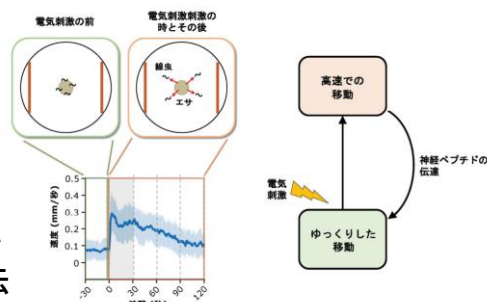 電気刺激の前
電気刺激刺激の
時とその後
線虫
エサ
速度 (mm/秒)
0.5
0.4
0.3
0.2
0.1
0
-30
0
30
60
90
120
高速での
移動
神経ペプチドの
伝達
電気
刺激
ゆっくりした
移動
法